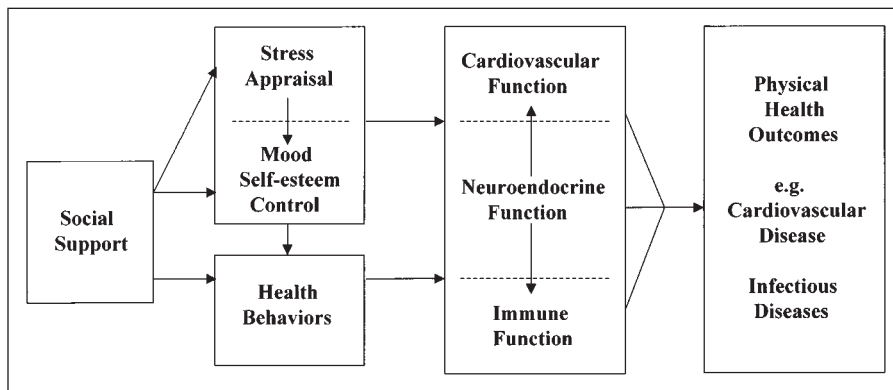 Social
Support
Stress
Appraisal
Mood
Self-esteem
Control
Health
Behaviors
Cardiovascular
Function
Neuroendocrine
Function
Immune
Function
Physical
Health
Outcomes
e.g.
Cardiovascular
Disease
Infectious
Diseases